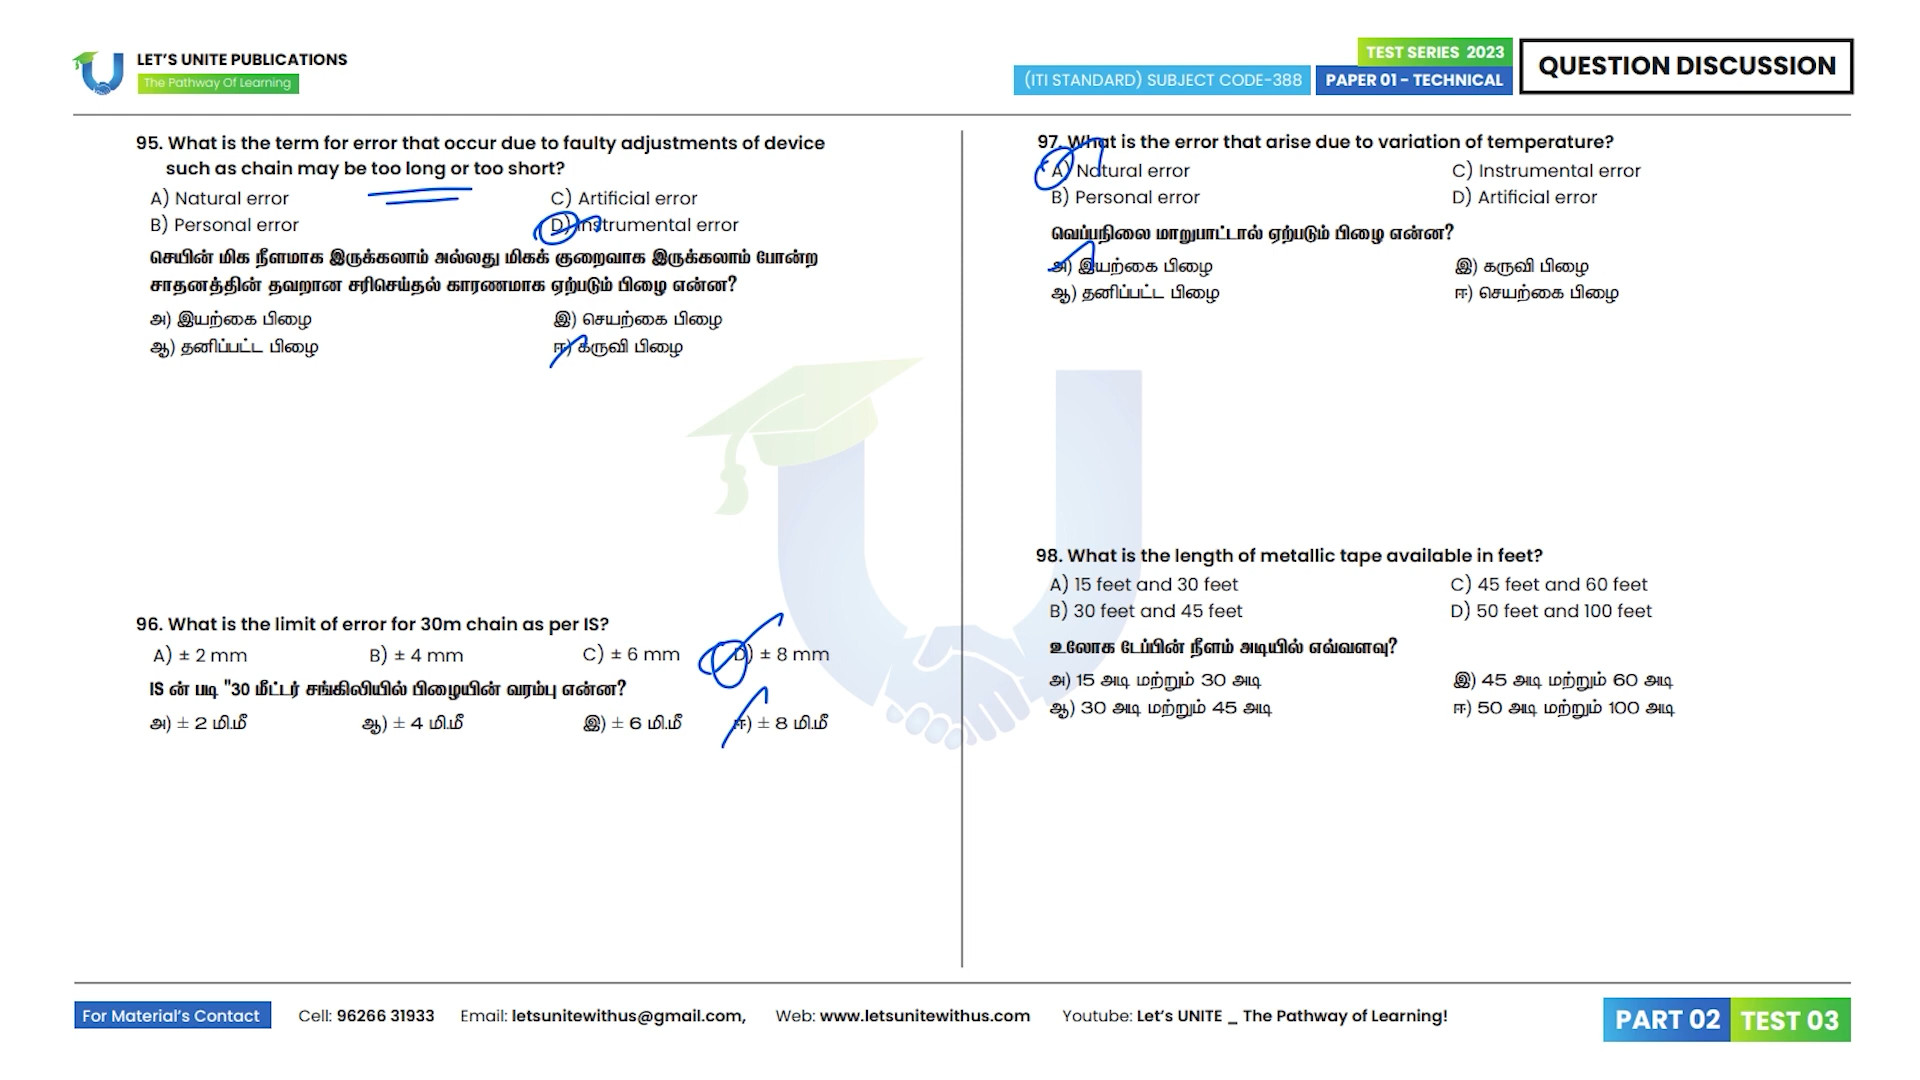 LET'S UNITE PUBLICATIONS
The Pathway Of Learning
TEST SERIES 2023
(ITI STANDARD) SUBJECT CODE-388
PAPER 01 - TECHNICAL
QUESTION DISCUSSION
95. What is the term for error that occur due to faulty adjustments of device
such as chain may be too long or too short?
A) Natural error
C) Artificial error
B) Personal error
D) Instrumental error
செயின் மிக நீளமாக இருக்கலாம் அல்லது மிகக் குறைவாக இருக்கலாம் போன்ற
சாதனத்தின் தவறான சரிசெய்தல் காரணமாக ஏற்படும் பிழை என்ன?
அ) இயற்கை பிழை
இ) செயற்கை பிழை
ஆ) தனிப்பட்ட பிழை
ஈ) கருவி பிழை
96. What is the limit of error for 30m chain as per IS?
A) ± 2 mm
B) ± 4 mm
C) ± 6 mm
D) ± 8 mm
IS ன் படி "30 மீட்டர் சங்கிலியில் பிழையின் வரம்பு என்ன?
அ) ± 2 மி.மீ
ஆ) ± 4 மி.மீ
இ) ± 6 மி.மீ
ஈ) ± 8 மி.மீ
97. What is the error that arise due to variation of temperature?
A) Natural error
C) Instrumental error
B) Personal error
D) Artificial error
வெப்பநிலை மாறுபாட்டால் ஏற்படும் பிழை என்ன?
அ) இயற்கை பிழை
இ) கருவி பிழை
ஆ) தனிப்பட்ட பிழை
ஈ) செயற்கை பிழை
98. What is the length of metallic tape available in feet?
A) 15 feet and 30 feet
C) 45 feet and 60 feet
B) 30 feet and 45 feet
D) 50 feet and 100 feet
உலோக டேப்பின் நீளம் அடியில் எவ்வளவு?
அ) 15 அடி மற்றும் 30 அடி
இ) 45 அடி மற்றும் 60 அடி
ஆ) 30 அடி மற்றும் 45 அடி
ஈ) 50 அடி மற்றும் 100 அடி
For Material's Contact
Cell: 96266 31933
Email: letsunitewithus@gmail.com,
Web: www.letsunitewithus.com
Youtube: Let's UNITE _ The Pathway of Learning!
PART 02
TEST 03